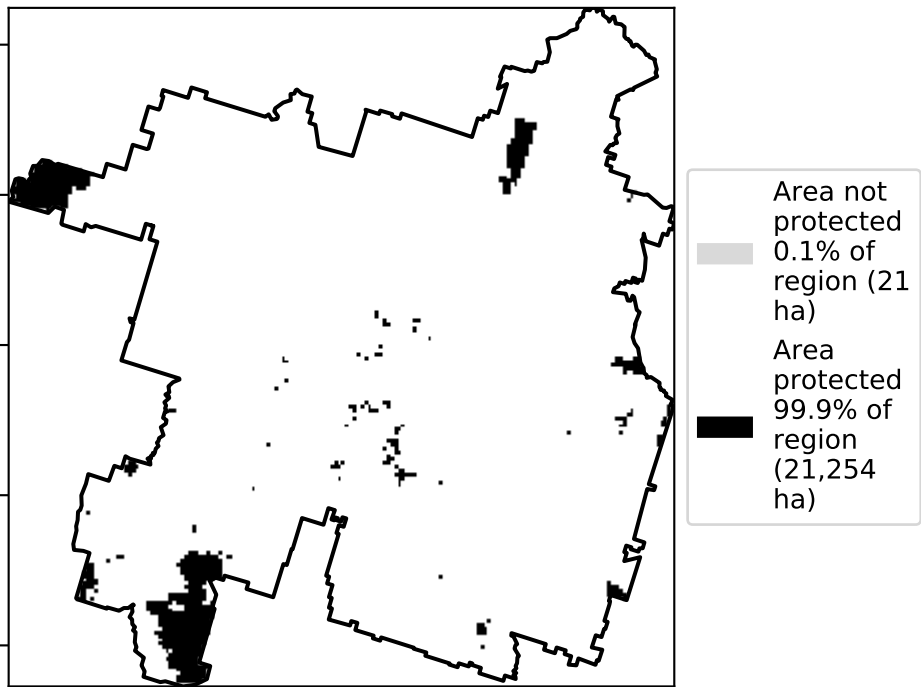 Area not
protected
0.1% of
region (21
ha)
Area
protected
99.9% of
region
(21,254
ha)